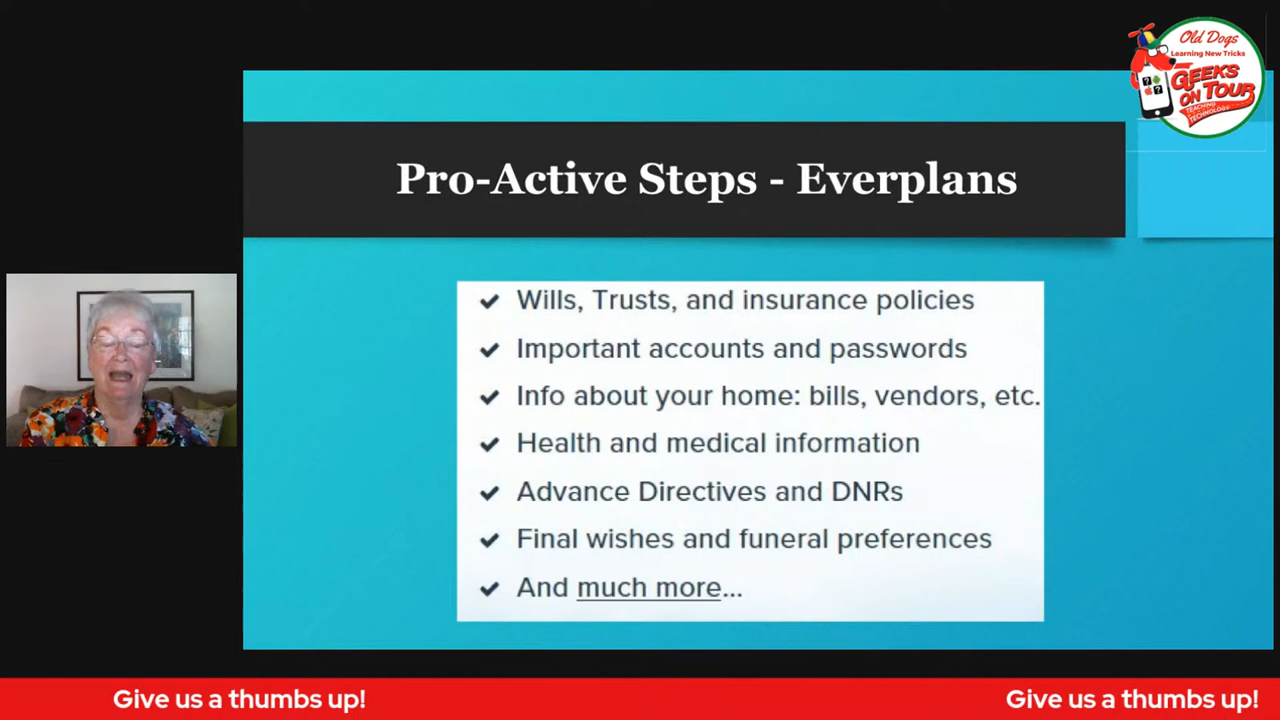 Old Dogs
Learning New Tricks
GEEKS
ON TOUR
TEACHING
TECHNOLOGY
Pro-Active Steps - Everplans
Wills, Trusts, and insurance policies
Important accounts and passwords
Info about your home: bills, vendors, etc.
Health and medical information
Advance Directives and DNRs
Final wishes and funeral preferences
And much more...
Give us a thumbs up!
Give us a thumbs up!